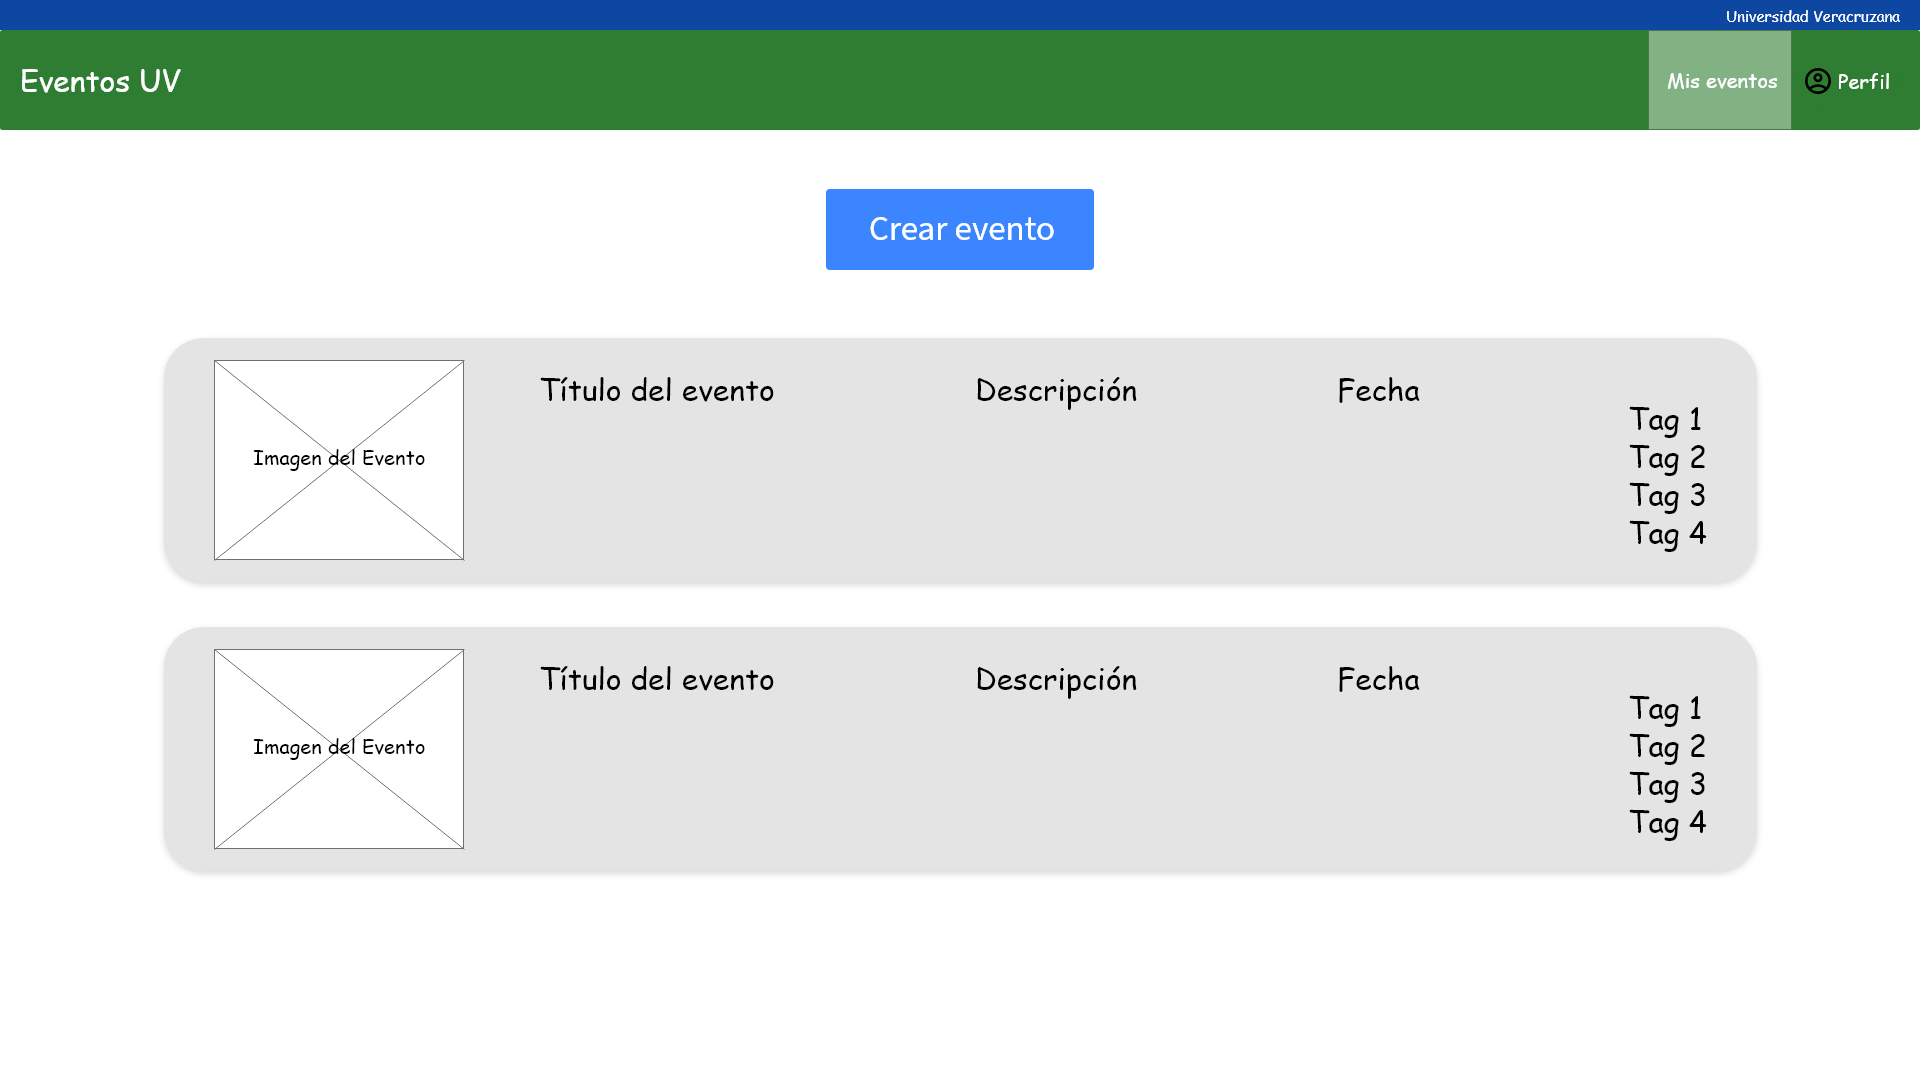 Universidad Veracruzana
Eventos UV
Mis eventos
Perfil
Crear evento
Imagen del Evento
Título del evento
Descripción
Fecha
Tag 1
Tag 2
Tag 3
Tag 4
Imagen del Evento
Título del evento
Descripción
Fecha
Tag 1
Tag 2
Tag 3
Tag 4